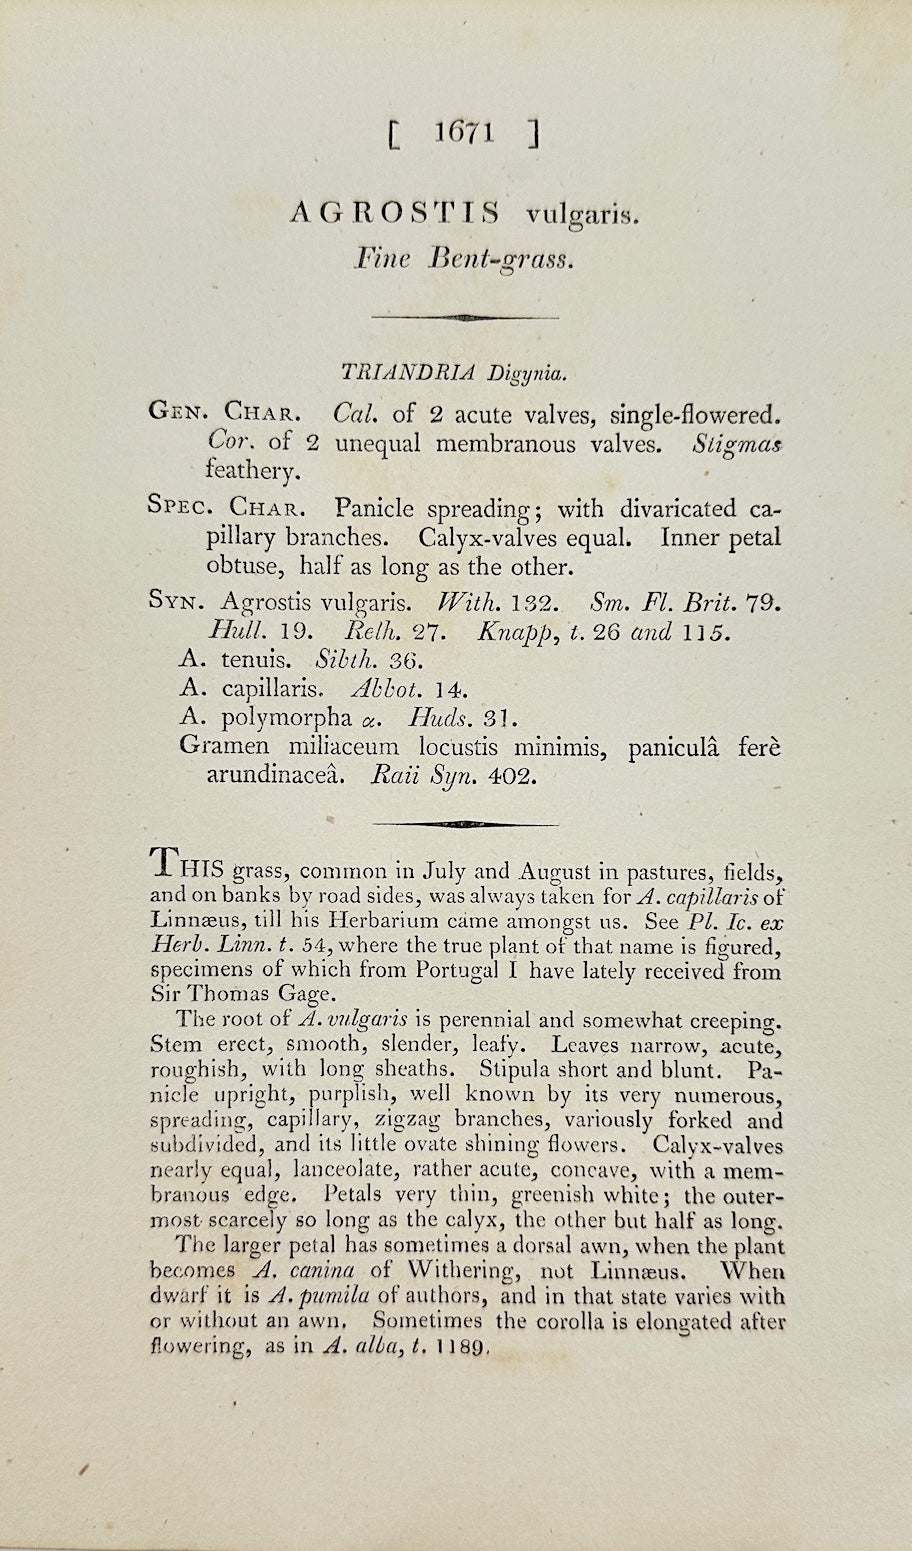 [ 1671 ]
AGROSTIS vulgaris.
Fine Bent-grass.
TRIANDRIA Digynia.
GEN. CHAR. Cal. of 2 acute valves, single-flowered.
Cor. of 2 unequal membranous valves. Stigmas
feathery.
SPEC. CHAR. Panicle spreading; with divaricated ca-
pillary branches. Calyx-valves equal. Inner petal
obtuse, half as long as the other.
SYN. Agrostis vulgaris. With. 132. Sm. Fl. Brit. 79.
Hull. 19. Relh. 27. Knapp, t. 26 and 115.
A. tenuis. Sibth. 36.
A. capillaris. Abbot. 14.
A. polymorpha α. Huds. 31.
Gramen miliaceum locustis minimis, paniculâ ferè
arundinaceâ. Raii Syn. 402.
THIS grass, common in July and August in pastures, fields,
and on banks by road sides, was always taken for A. capillaris of
Linnæus, till his Herbarium came amongst us. See Pl. Ic. ex
Herb. Linn. t. 54, where the true plant of that name is figured,
specimens of which from Portugal I have lately received from
Sir Thomas Gage.
The root of A. vulgaris is perennial and somewhat creeping.
Stem erect, smooth, slender, leafy. Leaves narrow, acute,
roughish, with long sheaths. Stipula short and blunt. Pa-
nicle upright, purplish, well known by its very numerous,
spreading, capillary, zigzag branches, variously forked and
subdivided, and its little ovate shining flowers. Calyx-valves
nearly equal, lanceolate, rather acute, concave, with a mem-
branous edge. Petals very thin, greenish white; the outer-
most scarcely so long as the calyx, the other but half as long.
The larger petal has sometimes a dorsal awn, when the plant
becomes A. canina of Withering, not Linnæus. When
dwarf it is A. pumila of authors, and in that state varies with
or without an awn. Sometimes the corolla is elongated after
flowering, as in A. alba, t. 1189.